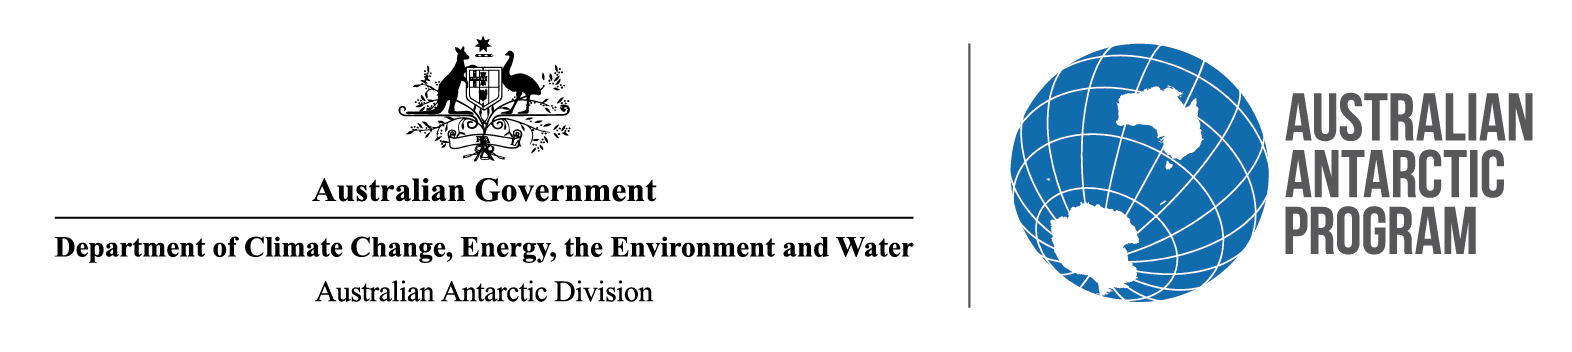 Australian Government
Department of Climate Change, Energy, the Environment and Water
Australian Antarctic Division
AUSTRALIAN
ANTARCTIC
PROGRAM